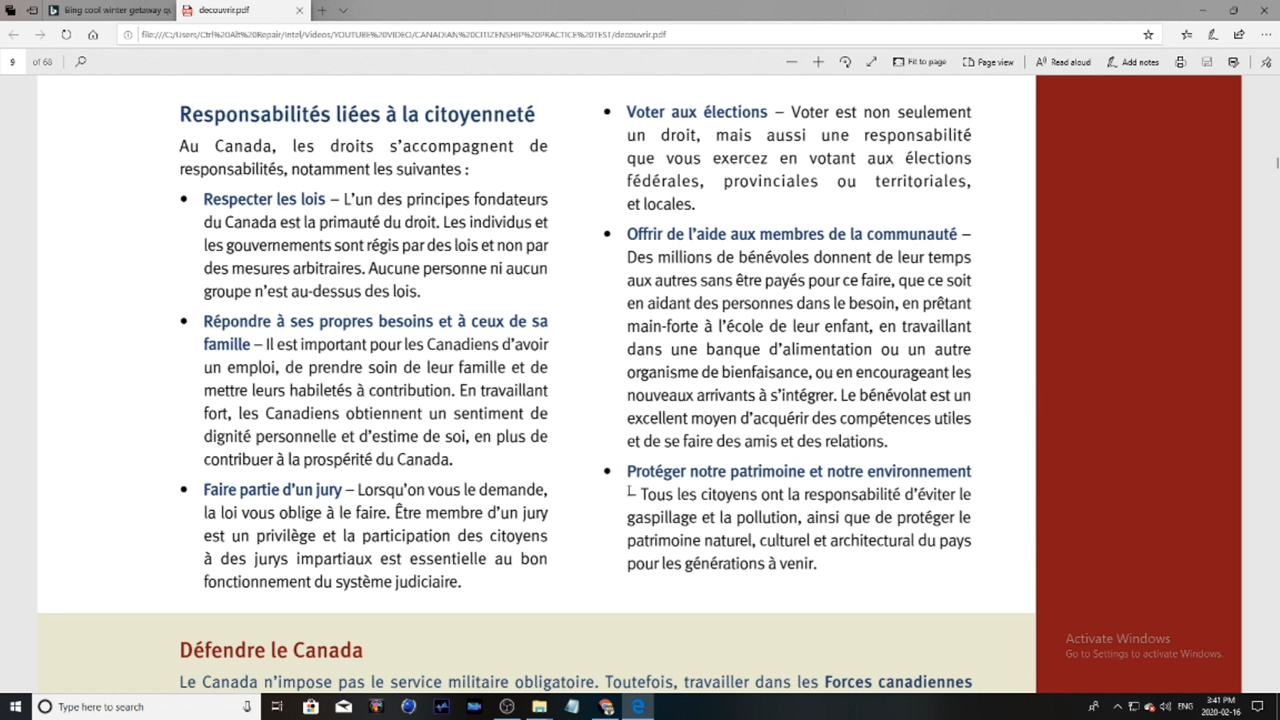 Bing cool winter getaway qu
decouvrir.pdf
file:///C:/Users/Ctrl%20Alt%20Repair/Intel/Videos/YOUTUBE%20VIDEO/CANADIAN%20CITIZENSHIP%20PRACTICE%20TEST/decouvrir.pdf
9 of 68
Fit to page
Page view
Read aloud
Add notes
Responsabilités liées à la citoyenneté
Au Canada, les droits s’accompagnent de
responsabilités, notamment les suivantes :
• Respecter les lois – L’un des principes fondateurs
du Canada est la primauté du droit. Les individus et
les gouvernements sont régis par des lois et non par
des mesures arbitraires. Aucune personne ni aucun
groupe n’est au-dessus des lois.
• Répondre à ses propres besoins et à ceux de sa
famille – Il est important pour les Canadiens d’avoir
un emploi, de prendre soin de leur famille et de
mettre leurs habiletés à contribution. En travaillant
fort, les Canadiens obtiennent un sentiment de
dignité personnelle et d’estime de soi, en plus de
contribuer à la prospérité du Canada.
• Faire partie d’un jury – Lorsqu’on vous le demande,
la loi vous oblige à le faire. Être membre d’un jury
est un privilège et la participation des citoyens
à des jurys impartiaux est essentielle au bon
fonctionnement du système judiciaire.
• Voter aux élections – Voter est non seulement
un droit, mais aussi une responsabilité
que vous exercez en votant aux élections
fédérales, provinciales ou territoriales,
et locales.
• Offrir de l’aide aux membres de la communauté –
Des millions de bénévoles donnent de leur temps
aux autres sans être payés pour ce faire, que ce soit
en aidant des personnes dans le besoin, en prêtant
main-forte à l’école de leur enfant, en travaillant
dans une banque d’alimentation ou un autre
organisme de bienfaisance, ou en encourageant les
nouveaux arrivants à s’intégrer. Le bénévolat est un
excellent moyen d’acquérir des compétences utiles
et de se faire des amis et des relations.
• Protéger notre patrimoine et notre environnement
– Tous les citoyens ont la responsabilité d’éviter le
gaspillage et la pollution, ainsi que de protéger le
patrimoine naturel, culturel et architectural du pays
pour les générations à venir.
Défendre le Canada
Le Canada n’impose pas le service militaire obligatoire. Toutefois, travailler dans les Forces canadiennes
Activate Windows
Go to Settings to activate Windows.
Type here to search
ENG
3:41 PM
2020-02-16